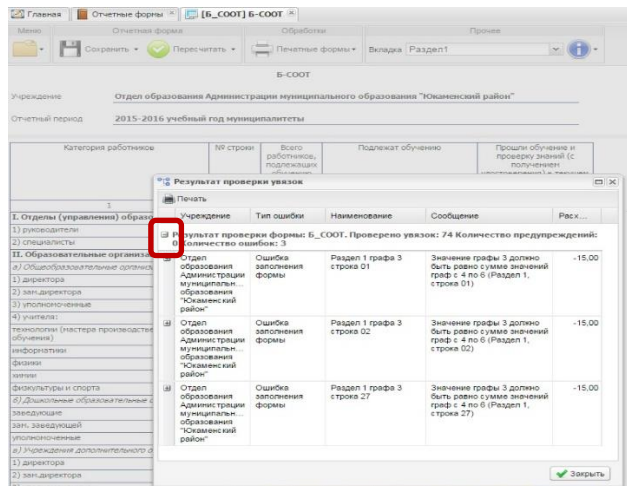 Главная Отчетные формы [Б_СООТ] Б-СООТ
Меню Отчетная форма Обработки Прочее
Сохранить Пересчитать Печатные формы Вкладка Раздел1
Б-СООТ
Учреждение Отдел образования Администрации муниципального образования "Юкаменский район"
Отчетный период 2015-2016 учебный год муниципалитеты
Категория работников № строки Всего работников, подлежащих Подлежат обучению Прошли обучение и проверку знаний (с получением
1
Результат проверки увязок
Печать
Учреждение Тип ошибки Наименование Сообщение Расх...
Результат проверки формы: Б_СООТ. Проверено увязок: 74 Количество предупреждений:
0 Количество ошибок: 3
Отдел образования Администрации муниципальн... образования "Юкаменский район" Ошибка заполнения формы Раздел 1 графа 3 строка 01 Значение графы 3 должно быть равно сумме значений граф с 4 по 6 (Раздел 1, строка 01) -15,00
Отдел образования Администрации муниципальн... образования "Юкаменский район" Ошибка заполнения формы Раздел 1 графа 3 строка 02 Значение графы 3 должно быть равно сумме значений граф с 4 по 6 (Раздел 1, строка 02) -15,00
Отдел образования Администрации муниципальн... образования "Юкаменский район" Ошибка заполнения формы Раздел 1 графа 3 строка 27 Значение графы 3 должно быть равно сумме значений граф с 4 по 6 (Раздел 1, строка 27) -15,00
Закрыть
I. Отделы (управления) образо
1) руководители
2) специалисты
II. Образовательные организа
а) Общеобразовательные организа
1) директора
2) зам.директора
3) уполномоченные
4) учителя:
технологии (мастера производстве
обучения)
информатики
физики
химии
физкультуры и спорта
б) Дошкольные образовательные о
заведующие
зам. заведующей
уполномоченные
в) Учреждения дополнительного о
1) директора
2) зам.директора